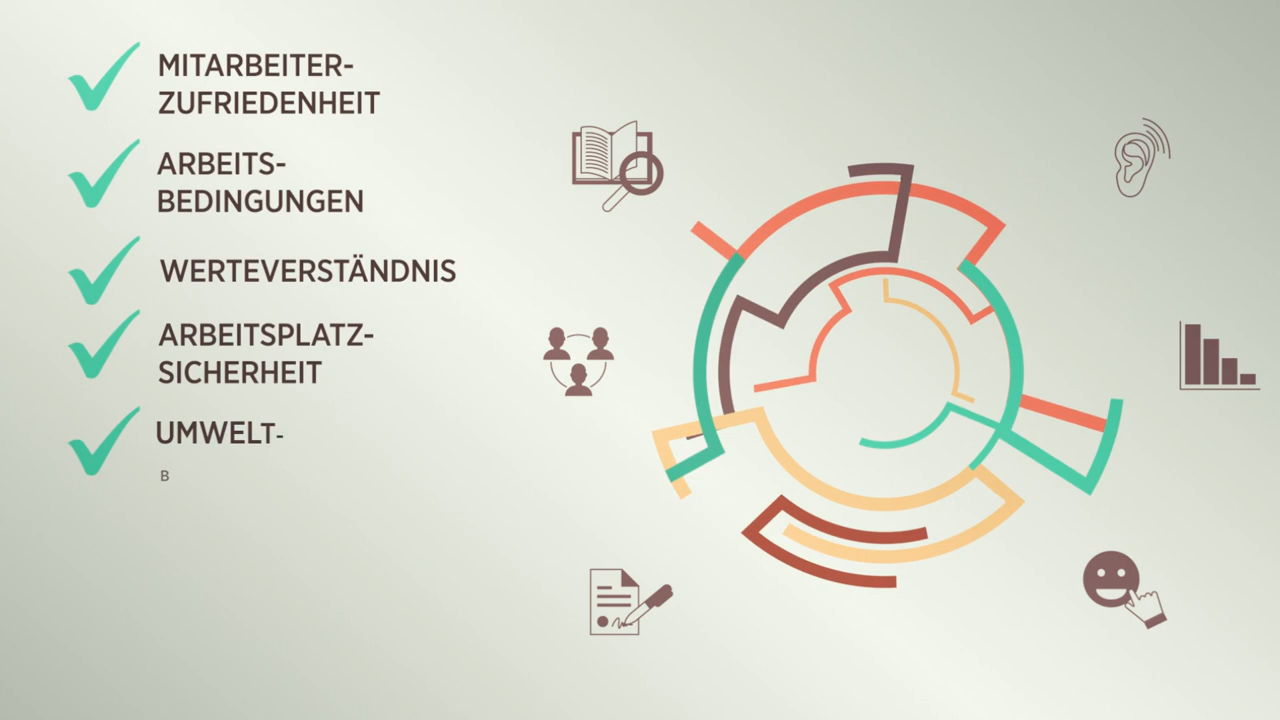 MITARBEITER-
ZUFRIEDENHEIT
ARBEITS-
BEDINGUNGEN
WERTEVERSTÄNDNIS
ARBEITSPLATZ-
SICHERHEIT
UMWELT-
B